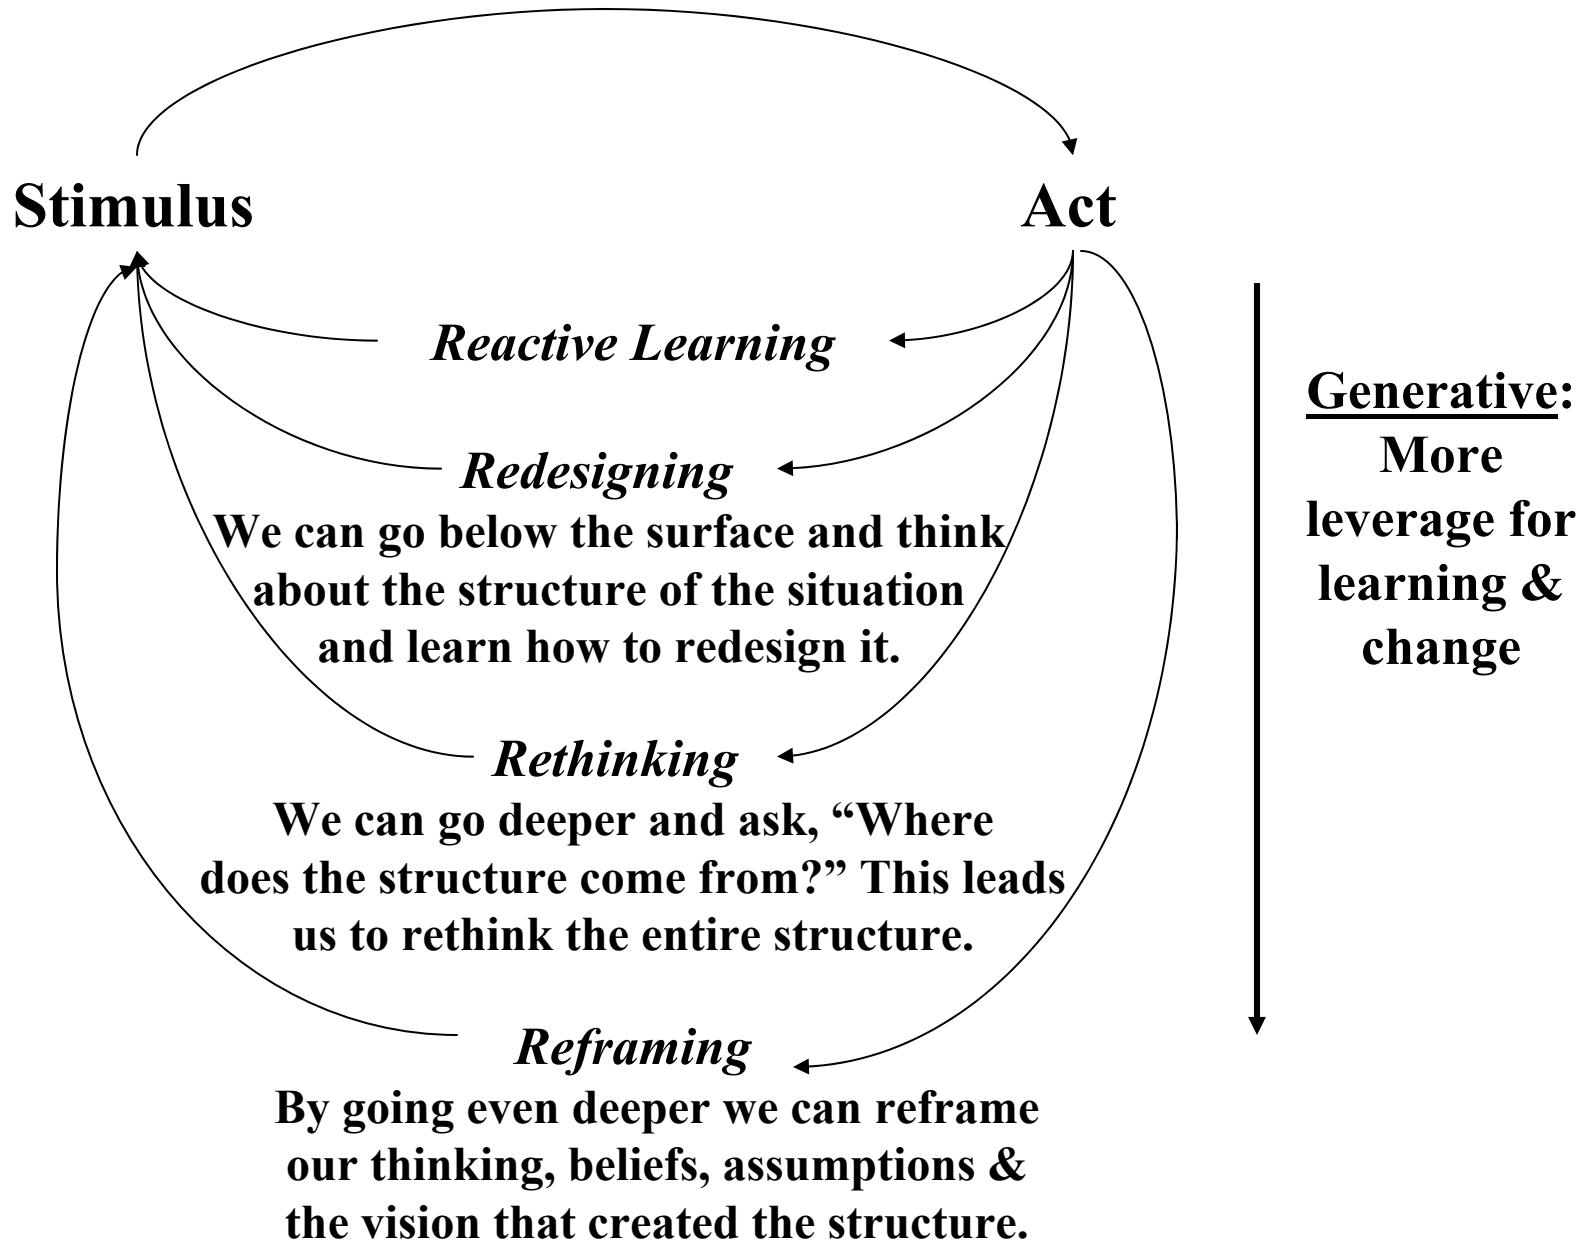 Stimulus
Act
Reactive Learning
Redesigning
We can go below the surface and think
about the structure of the situation
and learn how to redesign it.
Rethinking
We can go deeper and ask, “Where
does the structure come from?” This leads
us to rethink the entire structure.
Reframing
By going even deeper we can reframe
our thinking, beliefs, assumptions &
the vision that created the structure.
Generative:
More
leverage for
learning &
change